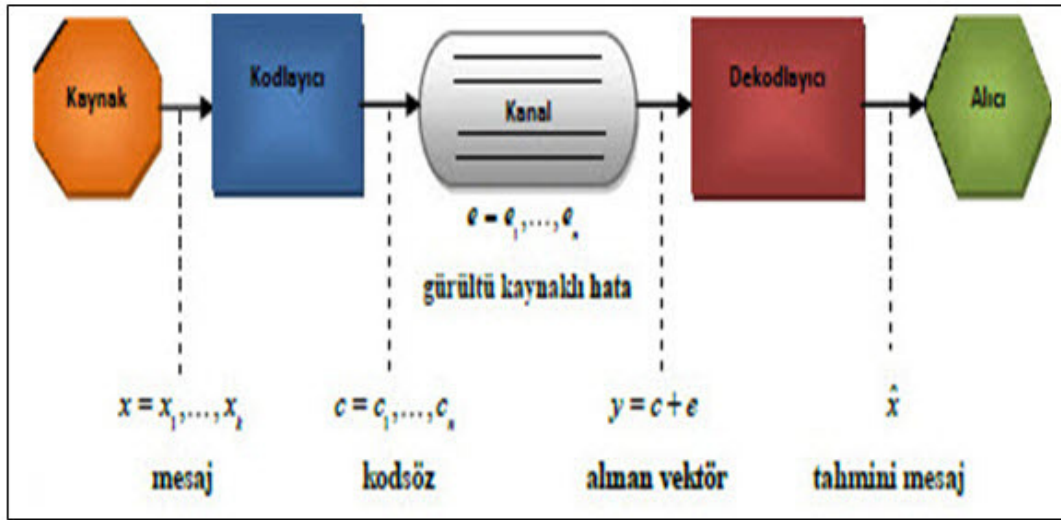 Kaynak
Kodlayıcı
Kanal
Dekodlayıcı
Alıcı
e = e₁,...,eₙ
gürültü kaynaklı hata
x = x₁,...,xₖ
c = c₁,...,cₙ
y = c + e
x̂
mesaj
kodsöz
alınan vektör
tahmini mesaj